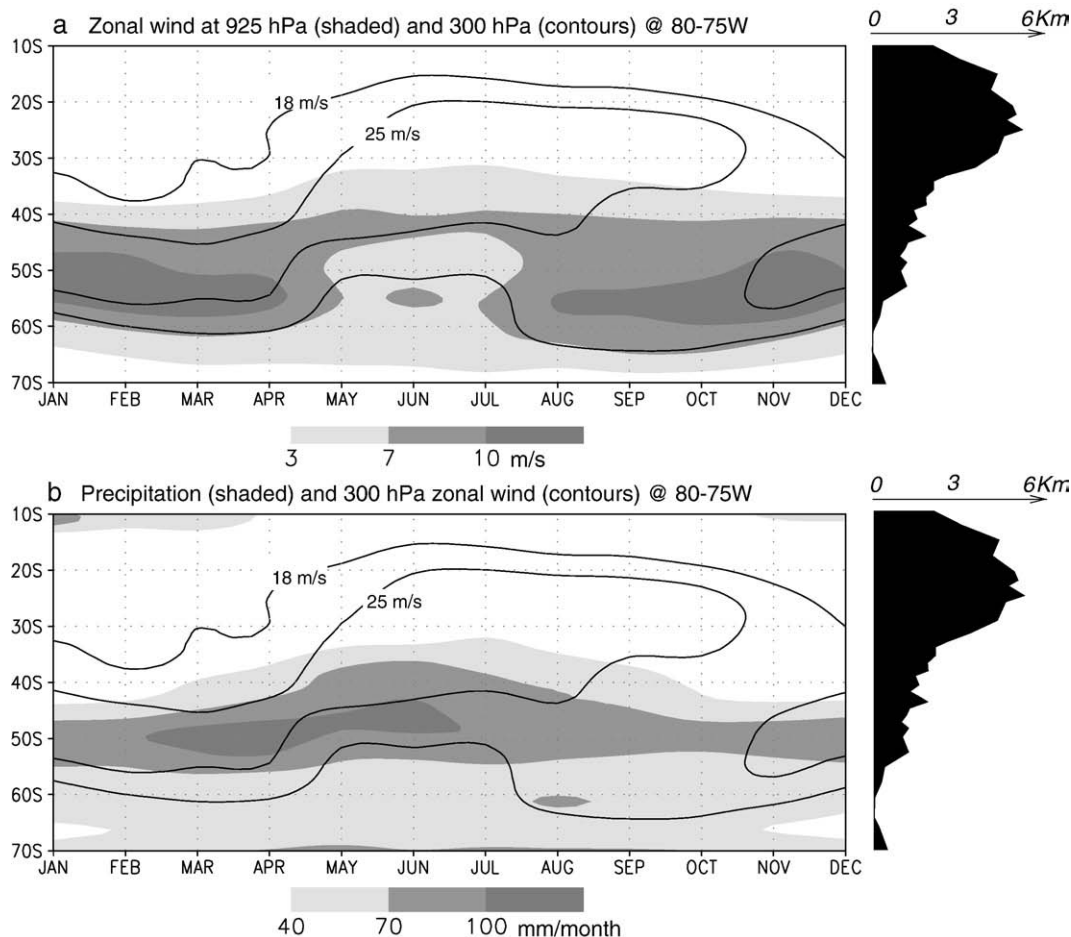 a Zonal wind at 925 hPa (shaded) and 300 hPa (contours) @ 80-75W
0 3 6Km
10S
20S
30S
40S
50S
60S
70S
18 m/s
25 m/s
JAN FEB MAR APR MAY JUN JUL AUG SEP OCT NOV DEC
3 7 10 m/s
b Precipitation (shaded) and 300 hPa zonal wind (contours) @ 80-75W
0 3 6Km
10S
20S
30S
40S
50S
60S
70S
18 m/s
25 m/s
JAN FEB MAR APR MAY JUN JUL AUG SEP OCT NOV DEC
40 70 100 mm/month